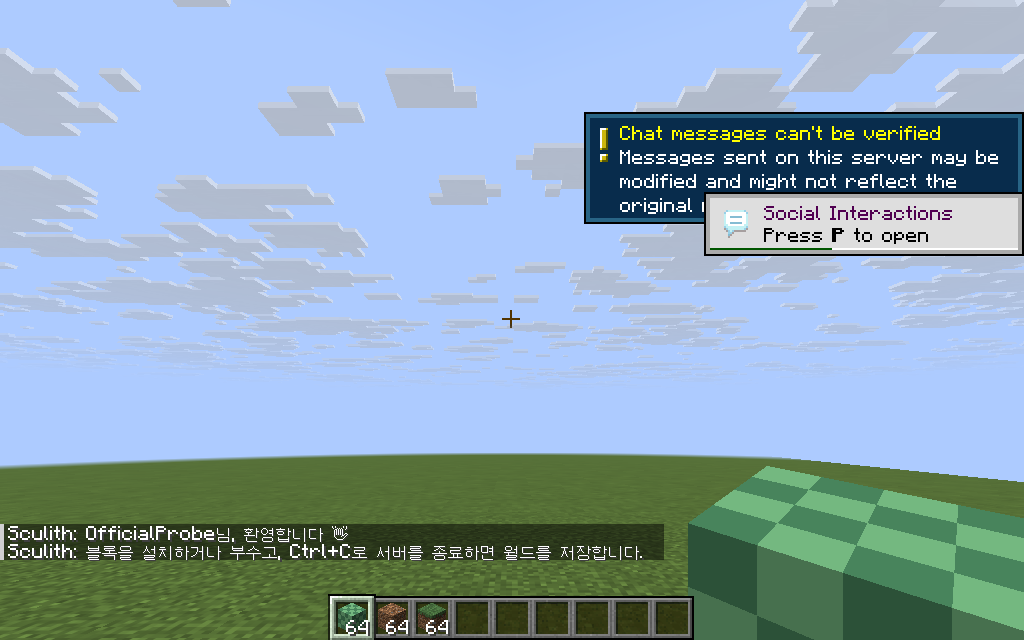 Chat messages can't be verified
Messages sent on this server may be
modified and might not reflect the
original
Social Interactions
Press P to open
Sculith: OfficialProbe님, 환영합니다 👋
Sculith: 블록을 설치하거나 부수고, Ctrl+C로 서버를 종료하면 월드를 저장합니다.
64 64 64